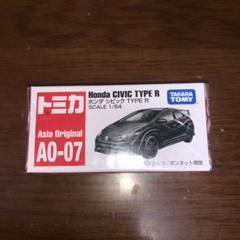 トミカ
Honda CIVIC TYPE R
ホンダ シビック TYPE R
SCALE 1/64
TAKARA TOMY
Asia Original
AO-07